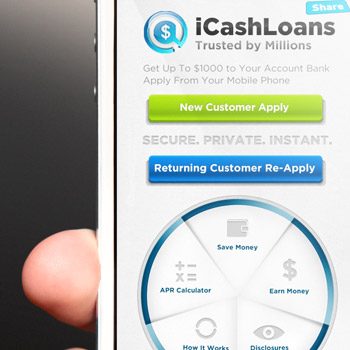 Share
iCashLoans
Trusted by Millions
Get Up To $1000 to Your Account Bank
Apply From Your Mobile Phone
New Customer Apply
SECURE. PRIVATE. INSTANT.
Returning Customer Re-Apply
Save Money
APR Calculator
$
Earn Money
How It Works
Disclosures